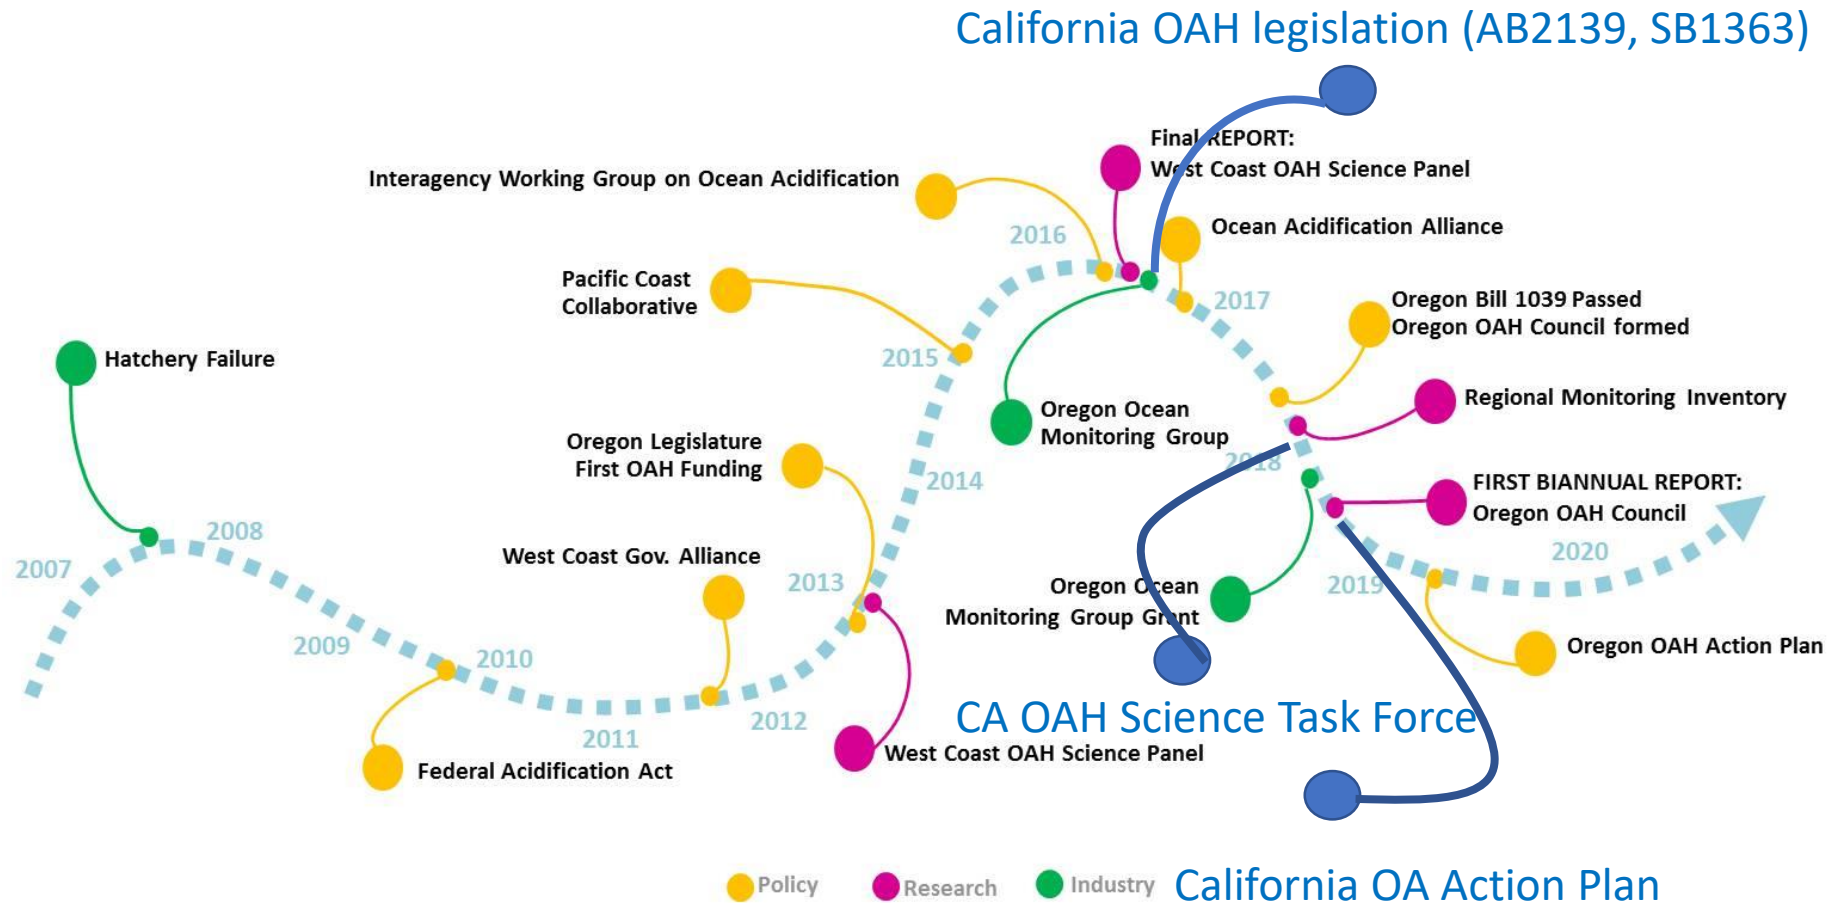 California OAH legislation (AB2139, SB1363)
Final REPORT:
West Coast OAH Science Panel
Interagency Working Group on Ocean Acidification
Ocean Acidification Alliance
2016
Pacific Coast
Collaborative
2017
Oregon Bill 1039 Passed
Oregon OAH Council formed
Hatchery Failure
2015
Regional Monitoring Inventory
Oregon Ocean
Monitoring Group
Oregon Legislature
First OAH Funding
2018
2014
FIRST BIANNUAL REPORT:
Oregon OAH Council
2008
2007
West Coast Gov. Alliance
2013
2020
2019
Oregon Ocean
Monitoring Group Grant
2009
2010
Oregon OAH Action Plan
2012
2011
CA OAH Science Task Force
West Coast OAH Science Panel
Federal Acidification Act
Policy
Research
Industry
California OA Action Plan